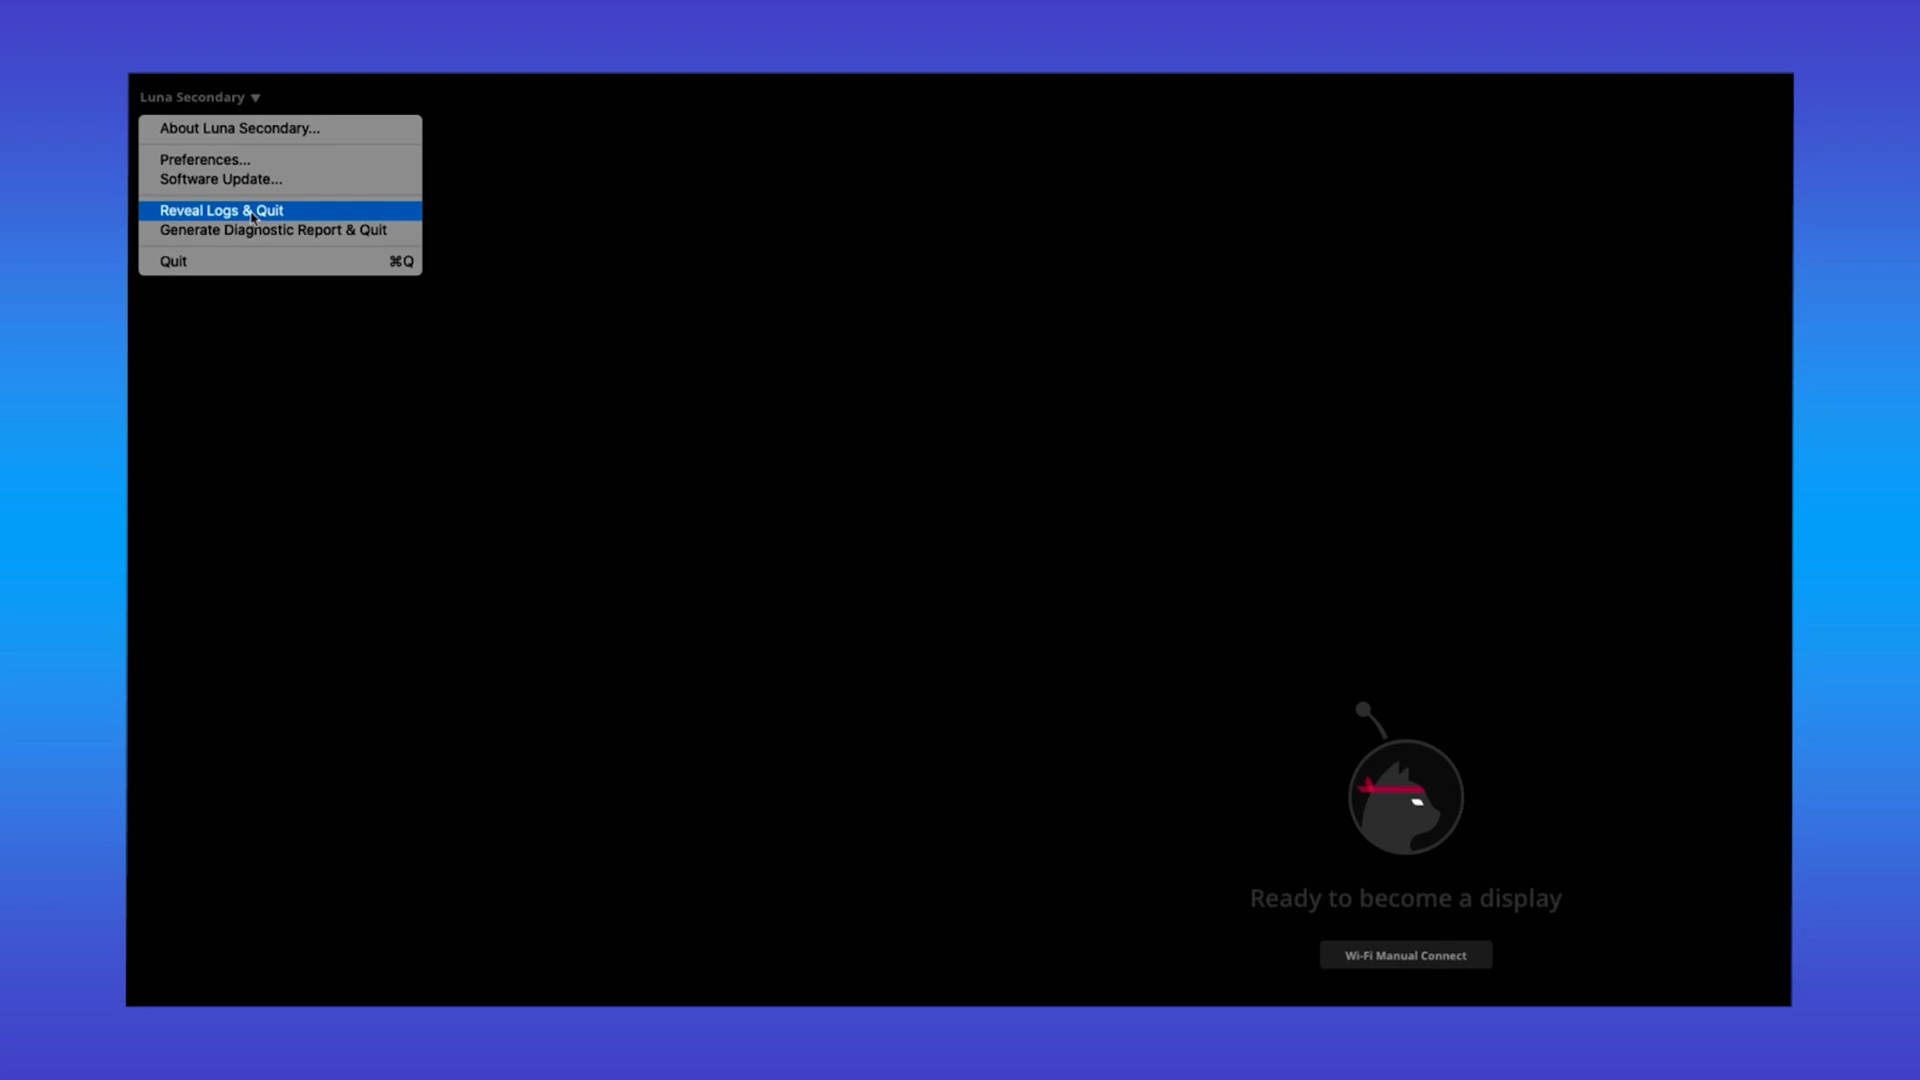 Luna Secondary ▼
About Luna Secondary...
Preferences...
Software Update...
Reveal Logs & Quit
Generate Diagnostic Report & Quit
Quit ⌘Q
Ready to become a display
Wi-Fi Manual Connect